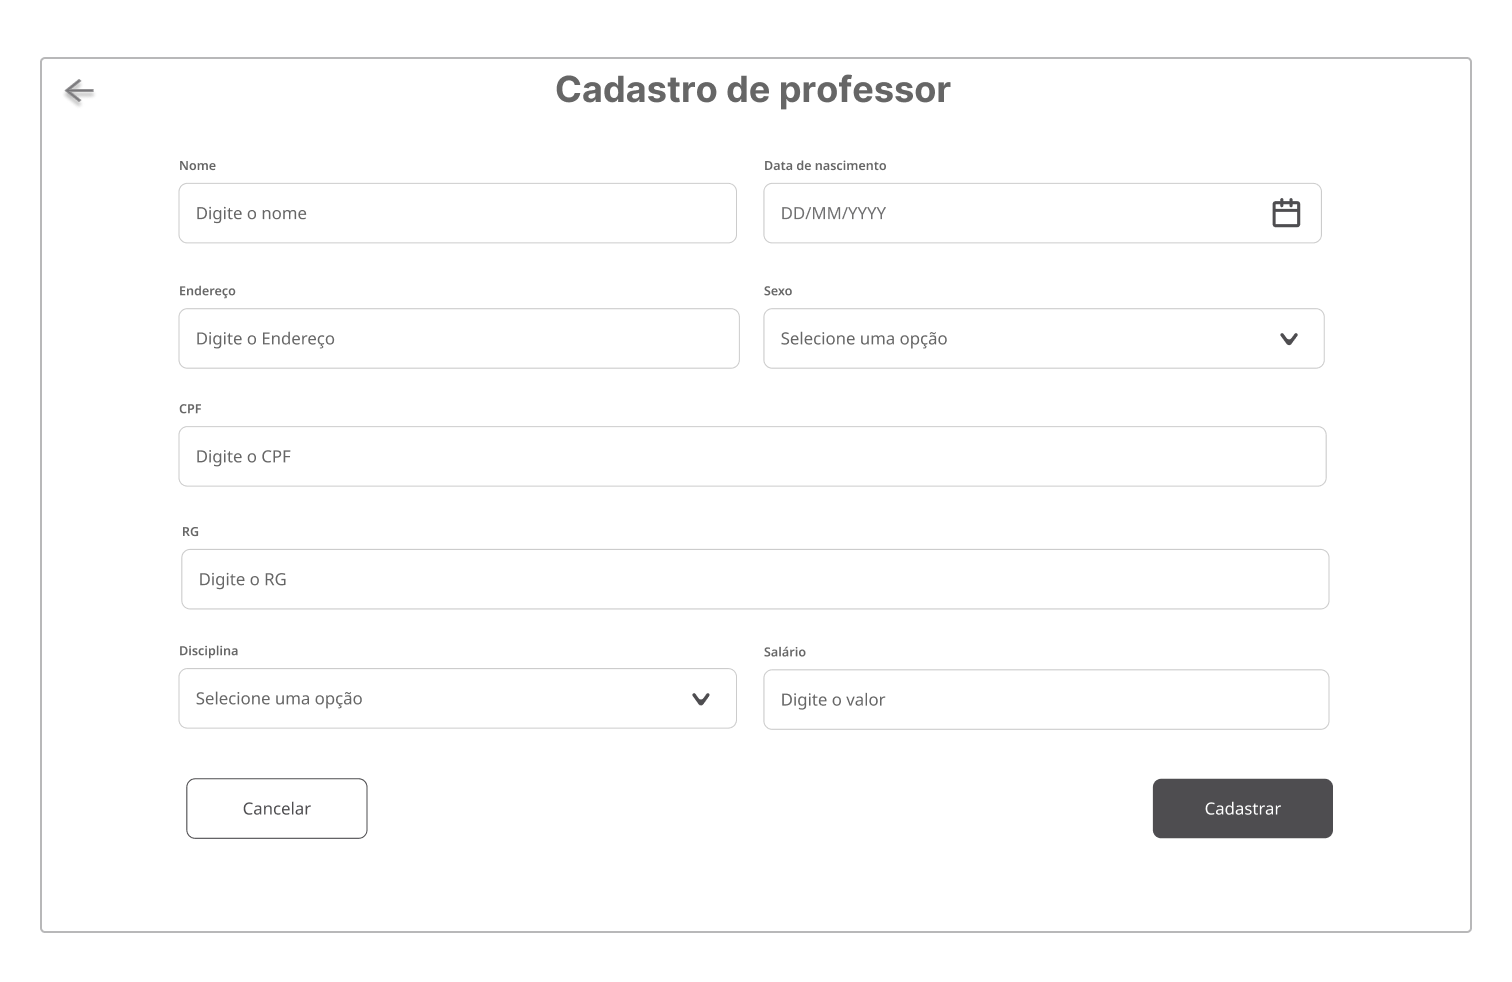 Cadastro de professor
Nome
Digite o nome
Data de nascimento
DD/MM/YYYY
Endereço
Digite o Endereço
Sexo
Selecione uma opção
CPF
Digite o CPF
RG
Digite o RG
Disciplina
Selecione uma opção
Salário
Digite o valor
Cancelar
Cadastrar